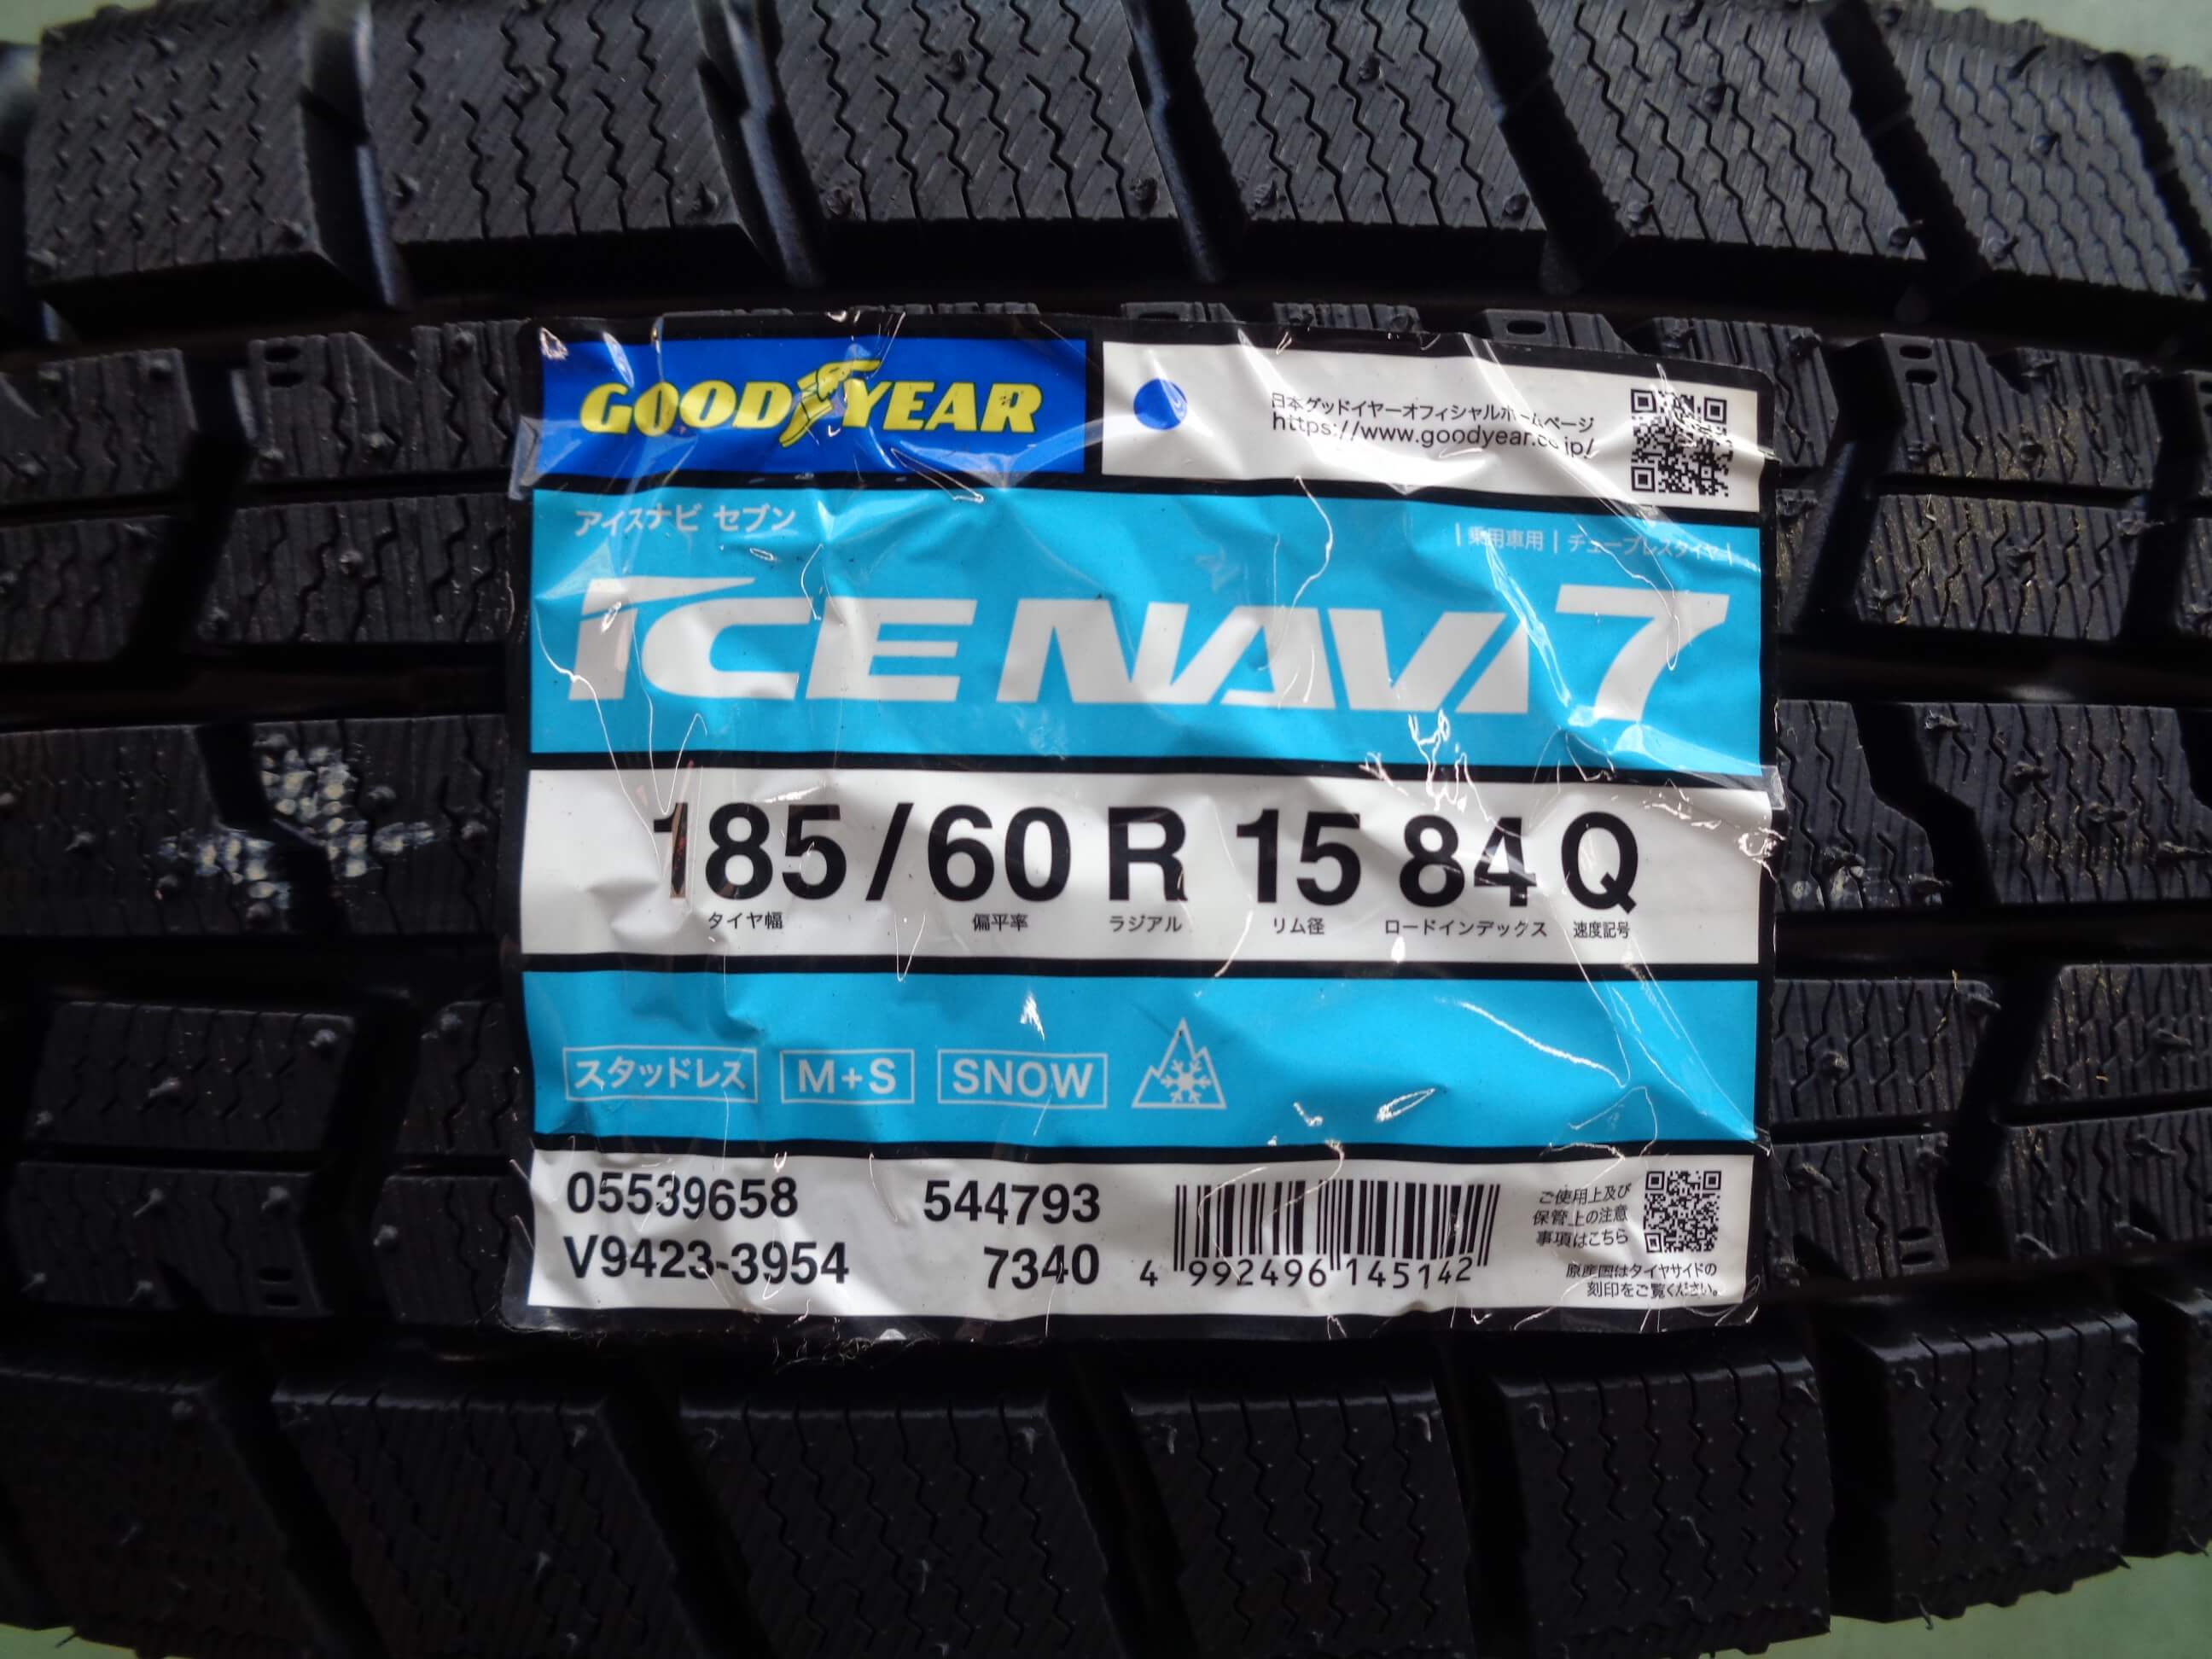 GOODYEAR
日本グッドイヤーオフィシャルホームページ
https://www.goodyear.co.jp/
アイスナビ セブン
| 乗用車用 | チューブレスタイヤ |
ICE NAVI 7
185/60 R 15 84 Q
タイヤ幅 偏平率 ラジアル リム径 ロードインデックス 速度記号
スタッドレス M+S SNOW
05539658 544793
V9423-3954 7340
4 992496 145142
ご使用上及び
保管上の注意
事項はこちら
原産国はタイヤサイドの
刻印をご覧ください。